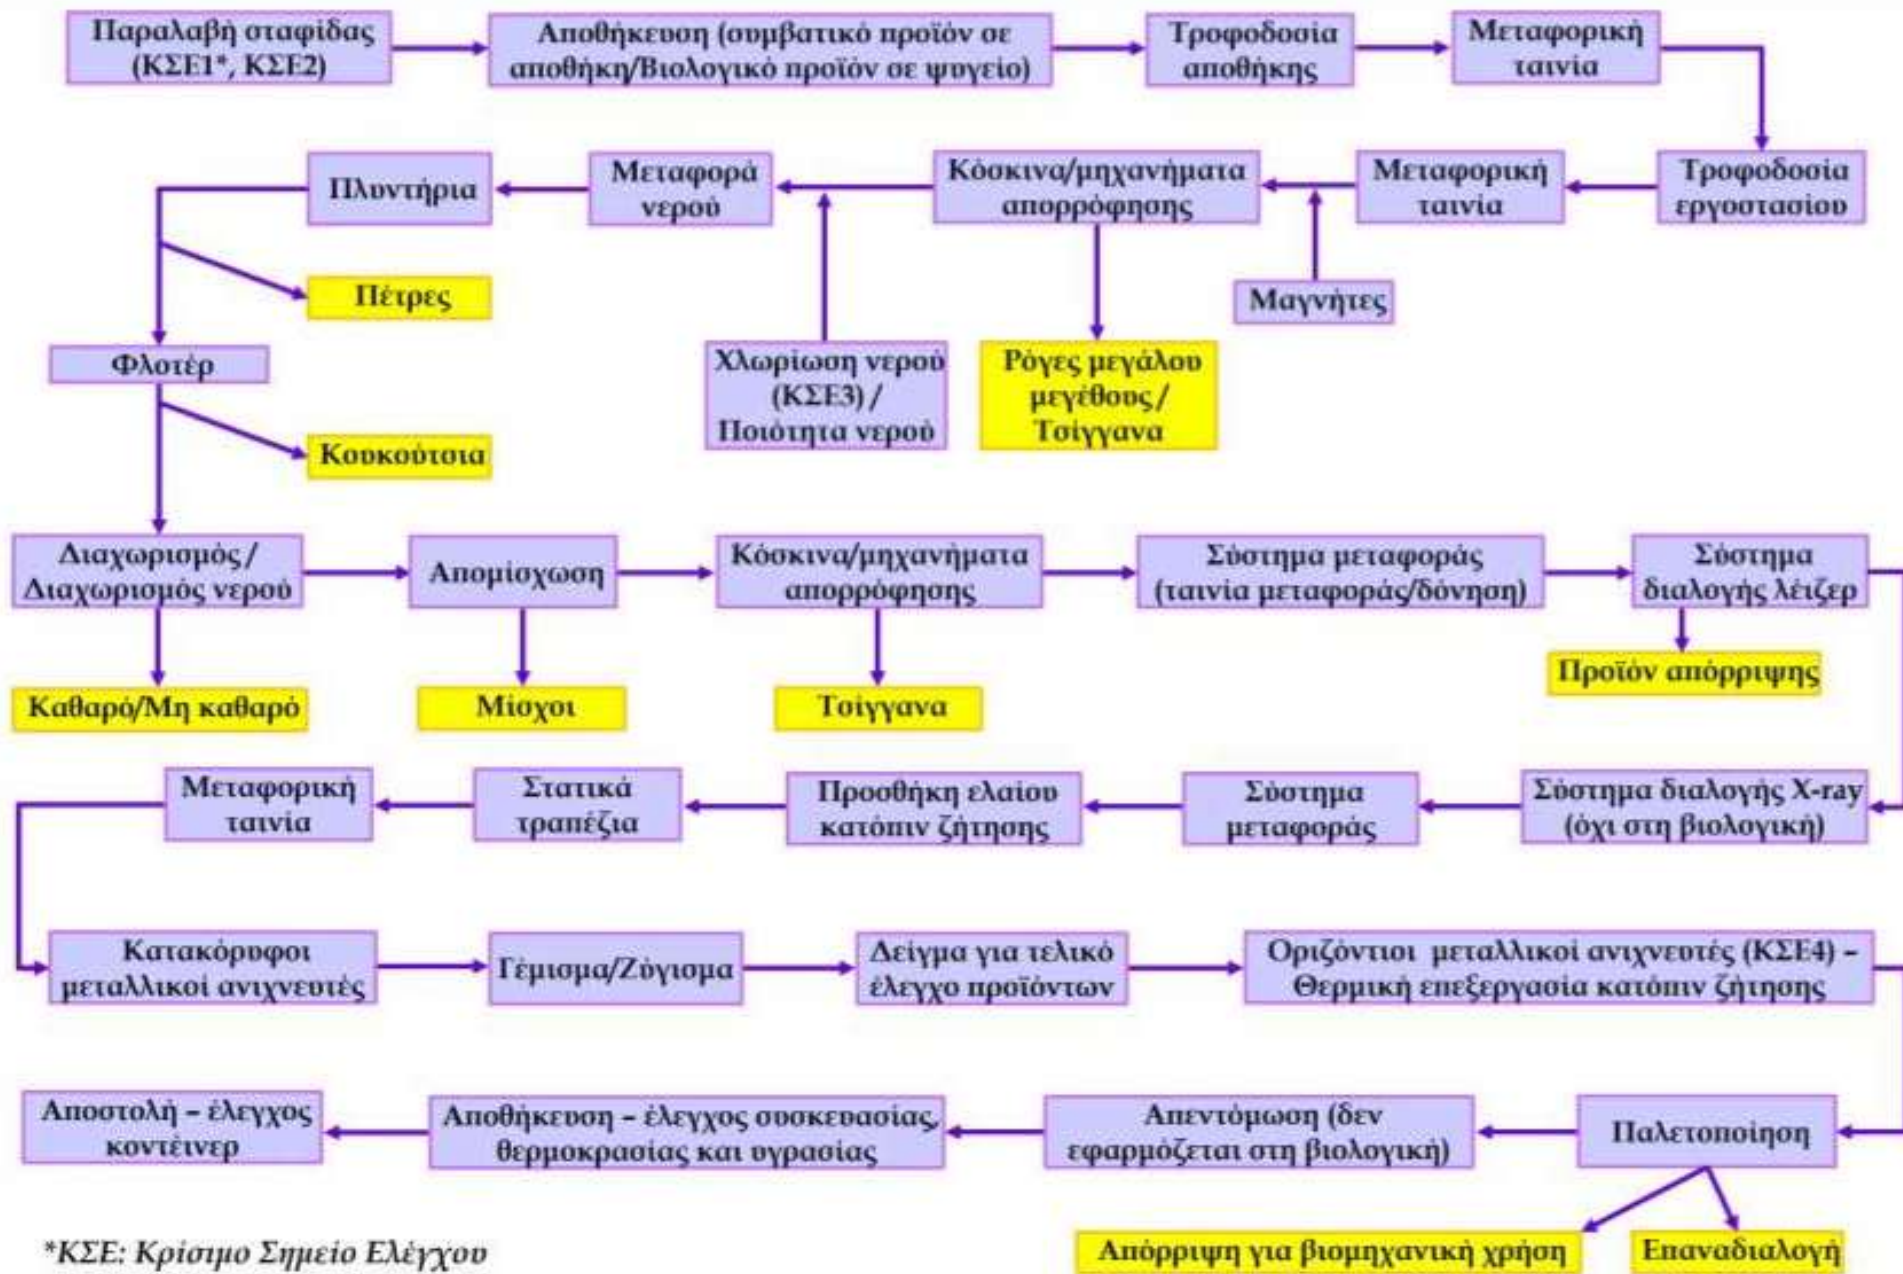 Παραλαβή σταφίδας
(ΚΣΕ1*, ΚΣΕ2)
Αποθήκευση (συμβατικό προϊόν σε
αποθήκη/Βιολογικό προϊόν σε ψυγείο)
Τροφοδοσία
αποθήκης
Μεταφορική
ταινία
Τροφοδοσία
εργοστασίου
Μεταφορική
ταινία
Μαγνήτες
Κόσκινα/μηχανήματα
απορρόφησης
Ρόγες μεγάλου
μεγέθους /
Τσίγγανα
Χλωρίωση νερού
(ΚΣΕ3) /
Ποιότητα νερού
Μεταφορά
νερού
Πλυντήρια
Πέτρες
Φλοτέρ
Κουκούτσια
Διαχωρισμός /
Διαχωρισμός νερού
Καθαρό/Μη καθαρό
Απομίσχωση
Μίσχοι
Κόσκινα/μηχανήματα
απορρόφησης
Τσίγγανα
Σύστημα μεταφοράς
(ταινία μεταφοράς/δόνηση)
Σύστημα
διαλογής λέιζερ
Προϊόν απόρριψης
Σύστημα διαλογής X-ray
(όχι στη βιολογική)
Σύστημα
μεταφοράς
Προσθήκη ελαίου
κατόπιν ζήτησης
Στατικά
τραπέζια
Μεταφορική
ταινία
Κατακόρυφοι
μεταλλικοί ανιχνευτές
Γέμισμα/Ζύγισμα
Δείγμα για τελικό
έλεγχο προϊόντων
Οριζόντιοι μεταλλικοί ανιχνευτές (ΚΣΕ4) –
Θερμική επεξεργασία κατόπιν ζήτησης
Παλετοποίηση
Απόρριψη για βιομηχανική χρήση
Επαναδιαλογή
Απεντόμωση (δεν
εφαρμόζεται στη βιολογική)
Αποθήκευση – έλεγχος συσκευασίας,
θερμοκρασίας και υγρασίας
Αποστολή – έλεγχος
κοντέινερ
*ΚΣΕ: Κρίσιμο Σημείο Ελέγχου